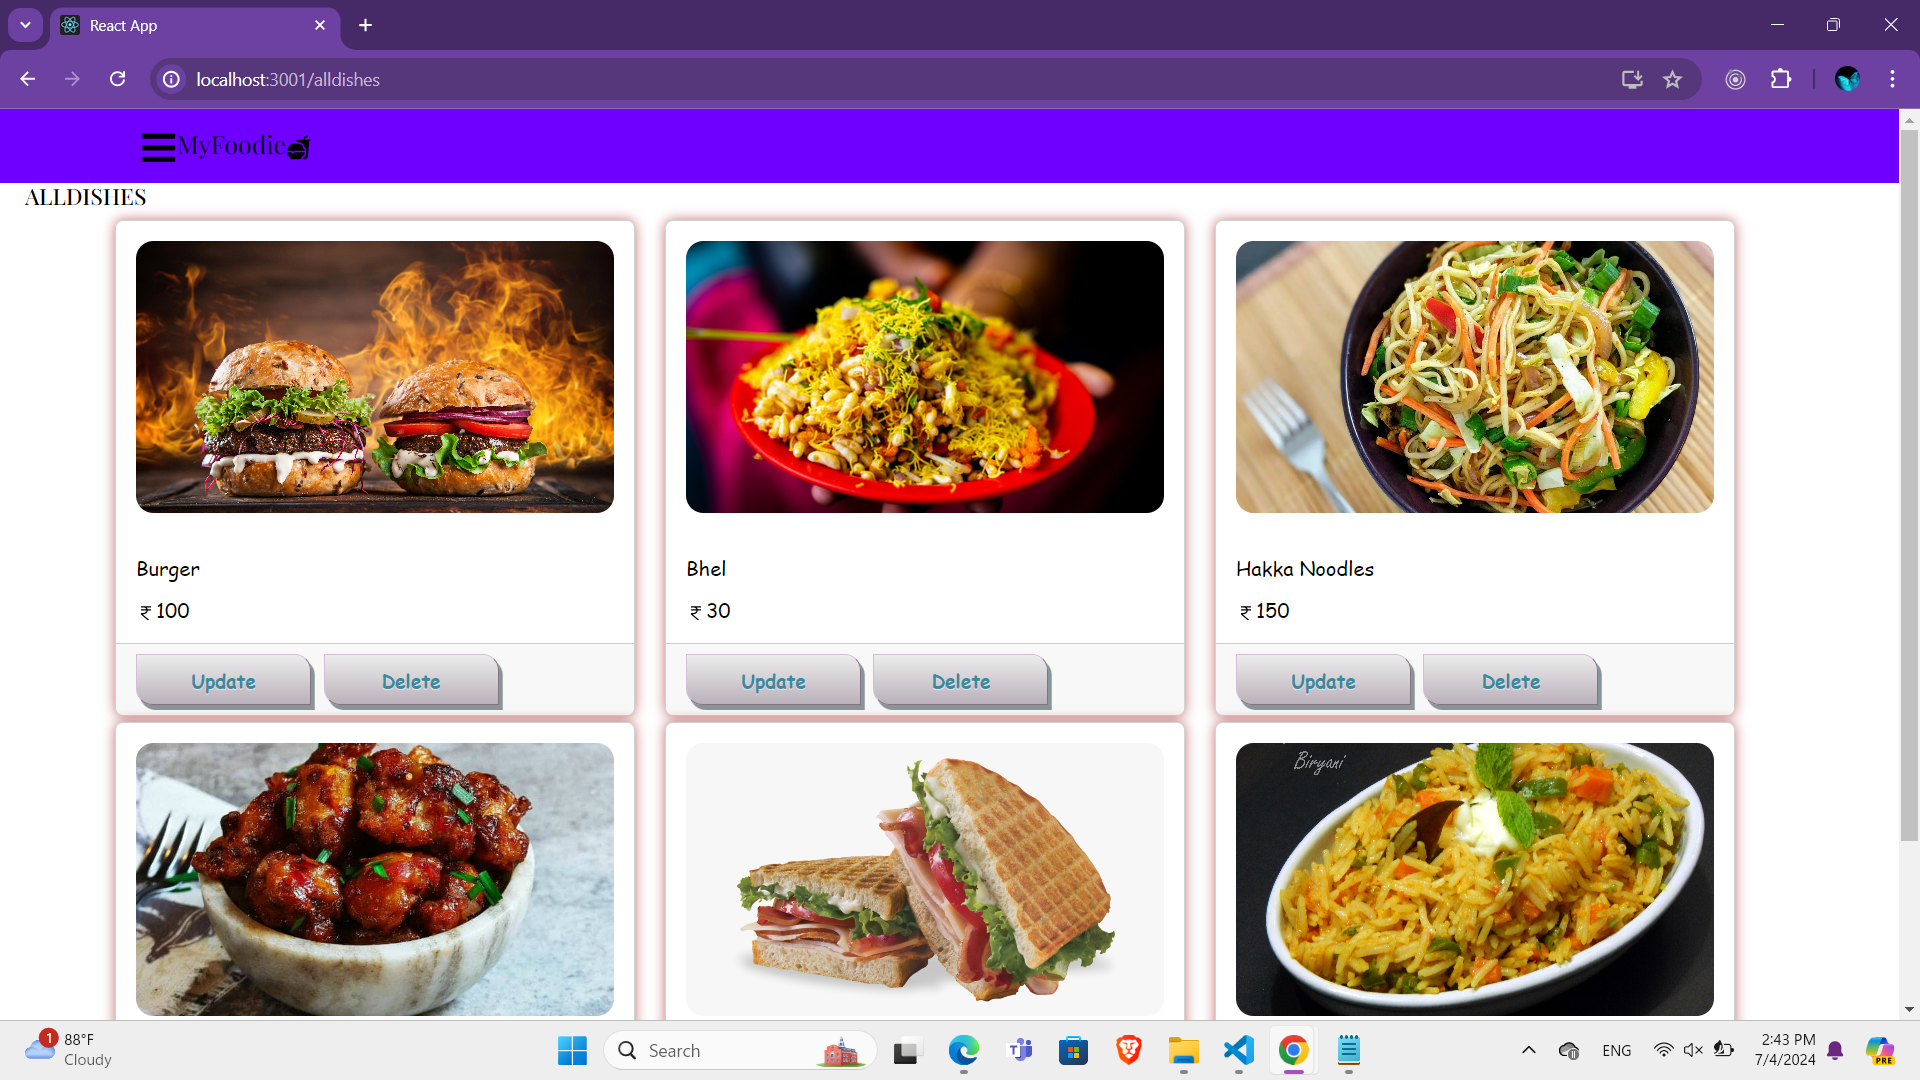 React App
localhost:3001/alldishes
MyFoodie
ALLDISHES
Burger
₹ 100
Update Delete
Bhel
₹ 30
Update Delete
Hakka Noodles
₹ 150
Update Delete
Biryani
1
88°F
Cloudy
Search
PRE
ENG
2:43 PM
7/4/2024